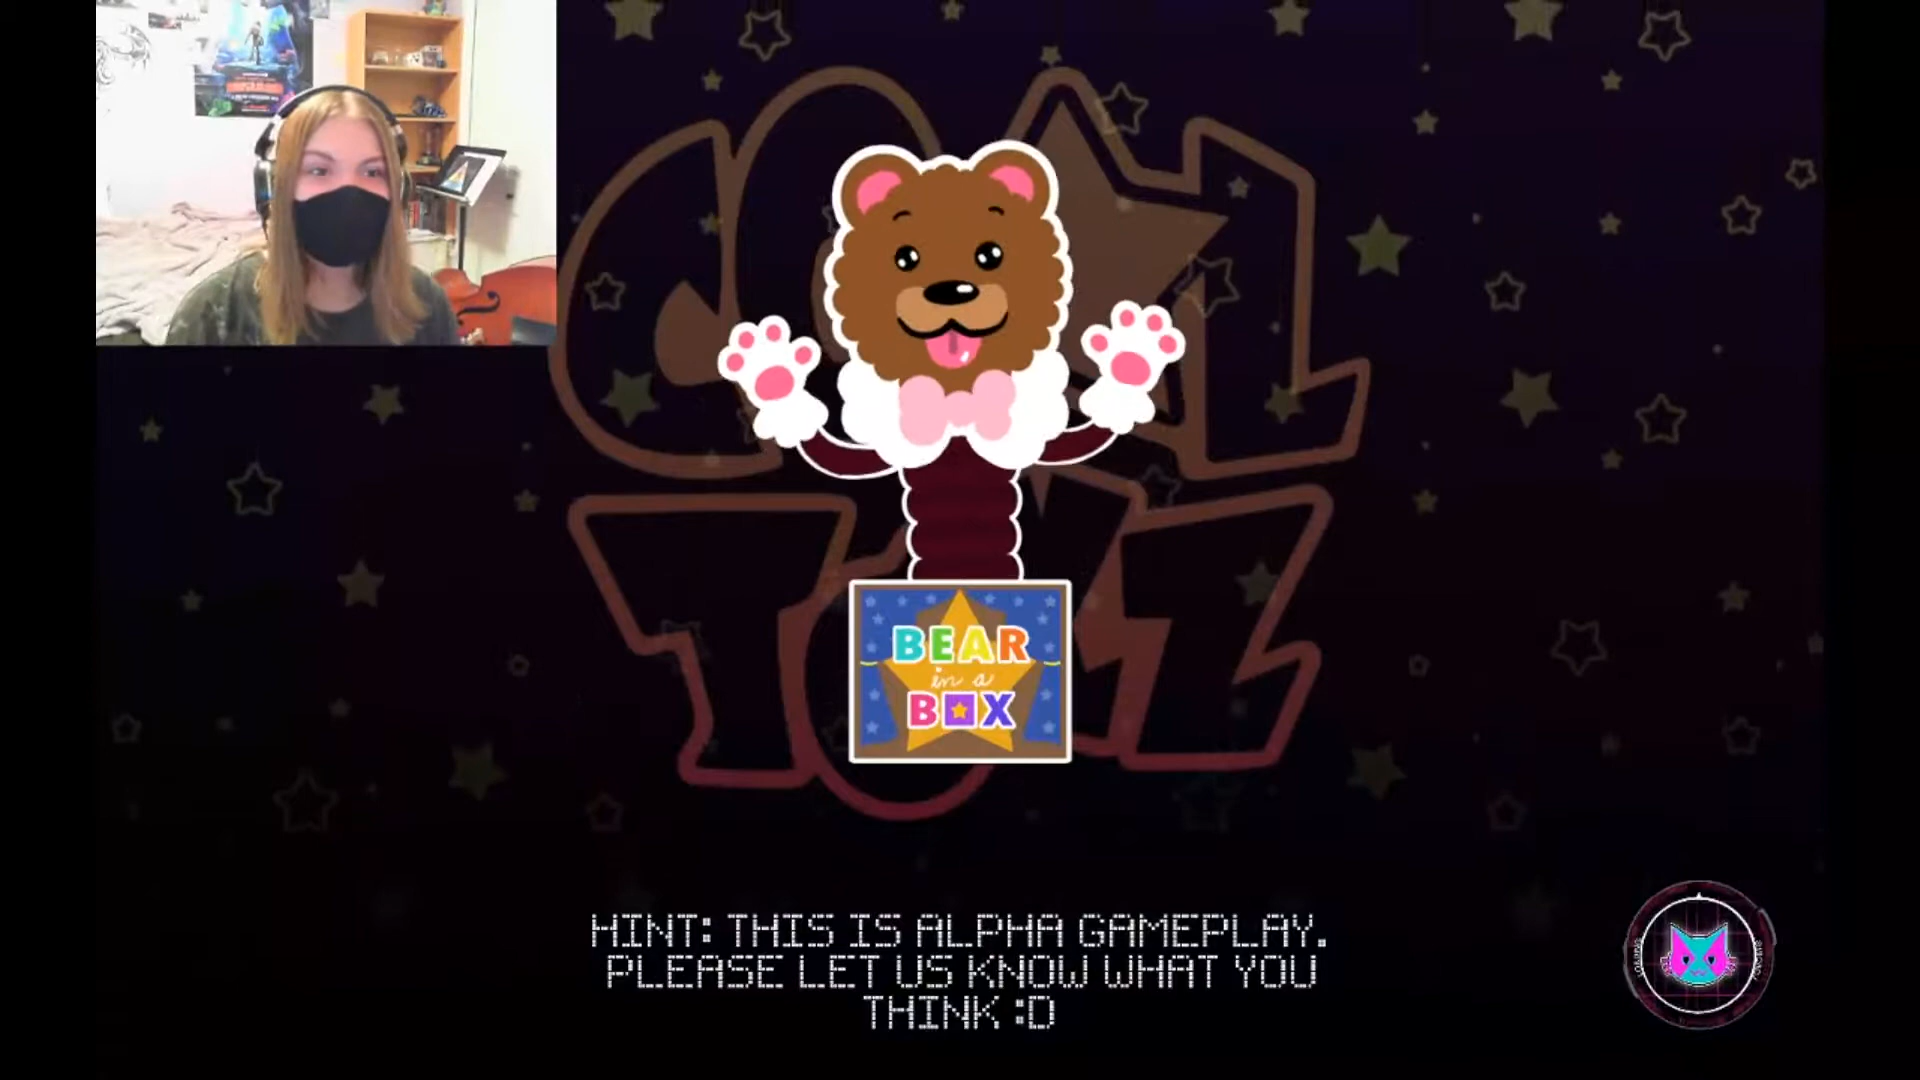 BEAR
in a
BOX
HINT: THIS IS ALPHA GAMEPLAY.
PLEASE LET US KNOW WHAT YOU
THINK :D